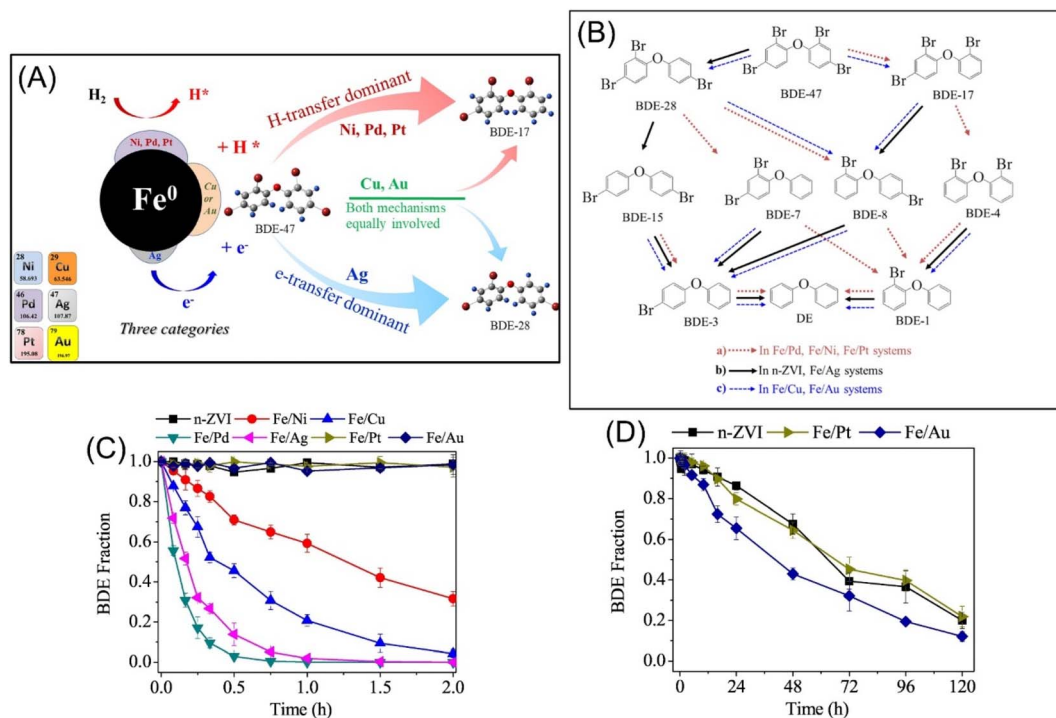 (A)
H₂
H*
Ni, Pd, Pt
Fe⁰
Cu
or
Au
Ag
e⁻
+ H *
+ e⁻
BDE-47
H-transfer dominant
Ni, Pd, Pt
Cu, Au
Both mechanisms
equally involved
Ag
e-transfer dominant
BDE-17
BDE-28
28
Ni
58.693
29
Cu
63.546
46
Pd
106.42
47
Ag
107.87
78
Pt
195.08
79
Au
196.97
Three categories
(B)
Br Br Br Br Br Br Br Br
O O O
Br Br
BDE-28 BDE-47 BDE-17
Br Br Br Br
O O O O
Br Br Br
BDE-15 BDE-7 BDE-8 BDE-4
Br
O O O
Br
BDE-3 DE BDE-1
a) In Fe/Pd, Fe/Ni, Fe/Pt systems
b) In n-ZVI, Fe/Ag systems
c) In Fe/Cu, Fe/Au systems
n-ZVI Fe/Ni Fe/Cu
Fe/Pd Fe/Ag Fe/Pt Fe/Au
(C)
BDE Fraction
1.0
0.8
0.6
0.4
0.2
0.0
0.0 0.5 1.0 1.5 2.0
Time (h)
(D)
n-ZVI Fe/Pt Fe/Au
BDE Fraction
1.0
0.8
0.6
0.4
0.2
0.0
0 24 48 72 96 120
Time (h)